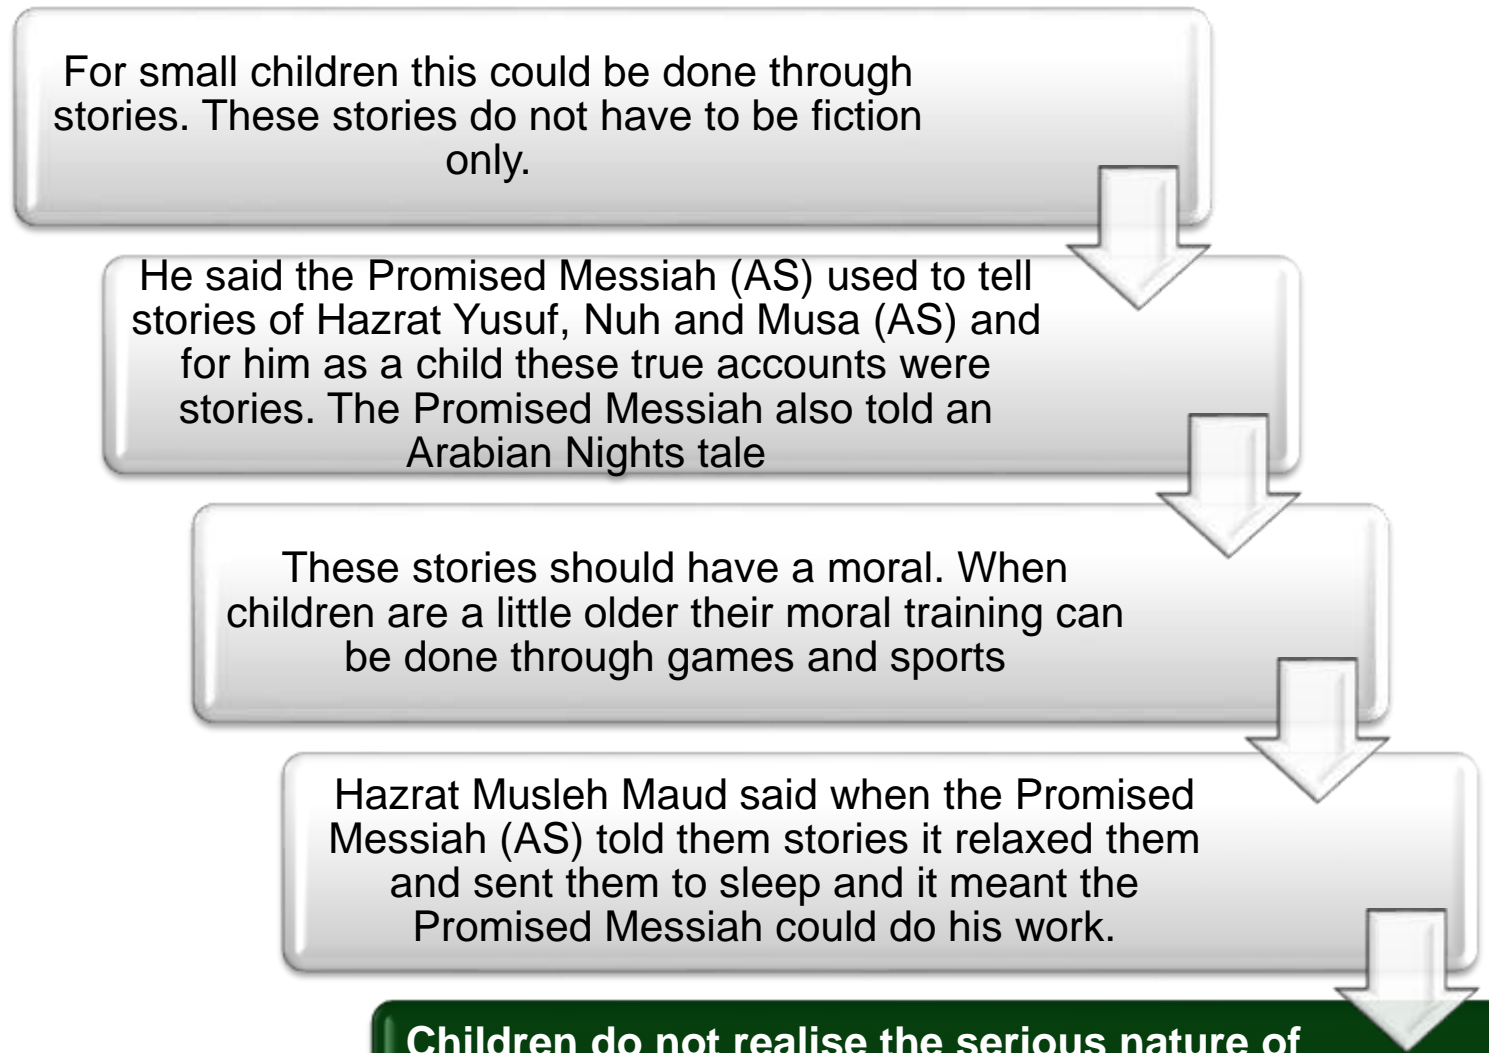 For small children this could be done through
stories. These stories do not have to be fiction
only.
He said the Promised Messiah (AS) used to tell
stories of Hazrat Yusuf, Nuh and Musa (AS) and
for him as a child these true accounts were
stories. The Promised Messiah also told an
Arabian Nights tale
These stories should have a moral. When
children are a little older their moral training can
be done through games and sports
Hazrat Musleh Maud said when the Promised
Messiah (AS) told them stories it relaxed them
and sent them to sleep and it meant the
Promised Messiah could do his work.
Children do not realise the serious nature of